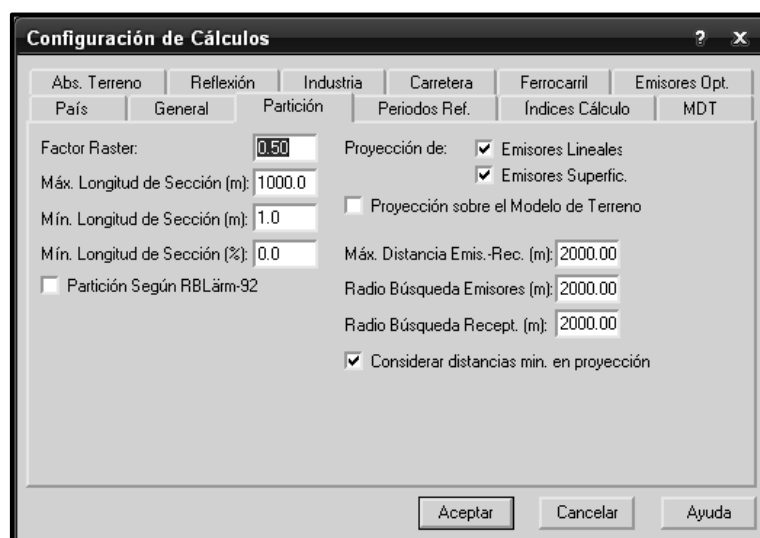 Configuración de Cálculos ? x
Abs. Terreno Reflexión Industria Carretera Ferrocarril Emisores Opt.
País General Partición Periodos Ref. Índices Cálculo MDT
Factor Raster: 0.50
Máx. Longitud de Sección (m): 1000.0
Mín. Longitud de Sección (m): 1.0
Mín. Longitud de Sección (%): 0.0
Partición Según RBLärm-92
Proyección de: Emisores Lineales
Emisores Superfic.
Proyección sobre el Modelo de Terreno
Máx. Distancia Emis.-Rec. (m): 2000.00
Radio Búsqueda Emisores (m): 2000.00
Radio Búsqueda Recept. (m): 2000.00
Considerar distancias min. en proyección
Aceptar Cancelar Ayuda